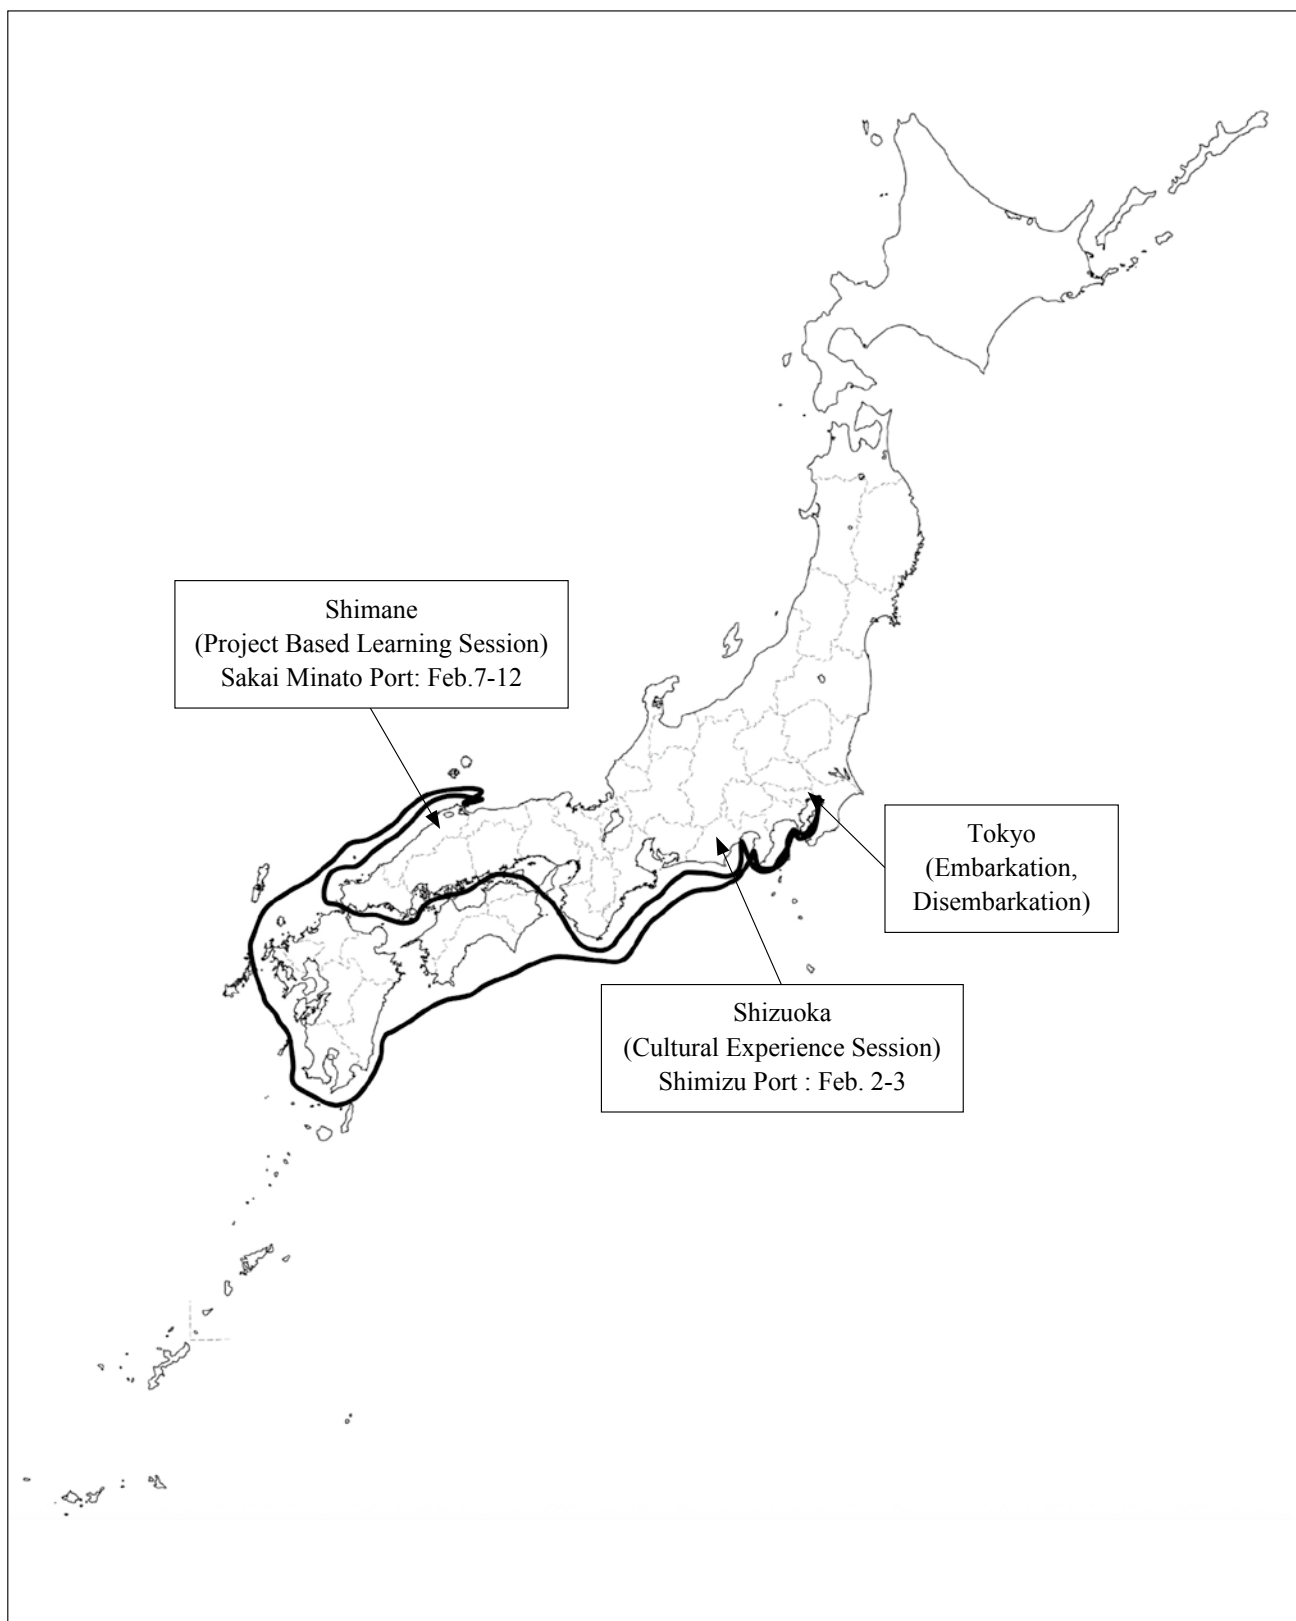 Shimane
(Project Based Learning Session)
Sakai Minato Port: Feb.7-12
Tokyo
(Embarkation,
Disembarkation)
Shizuoka
(Cultural Experience Session)
Shimizu Port : Feb. 2-3